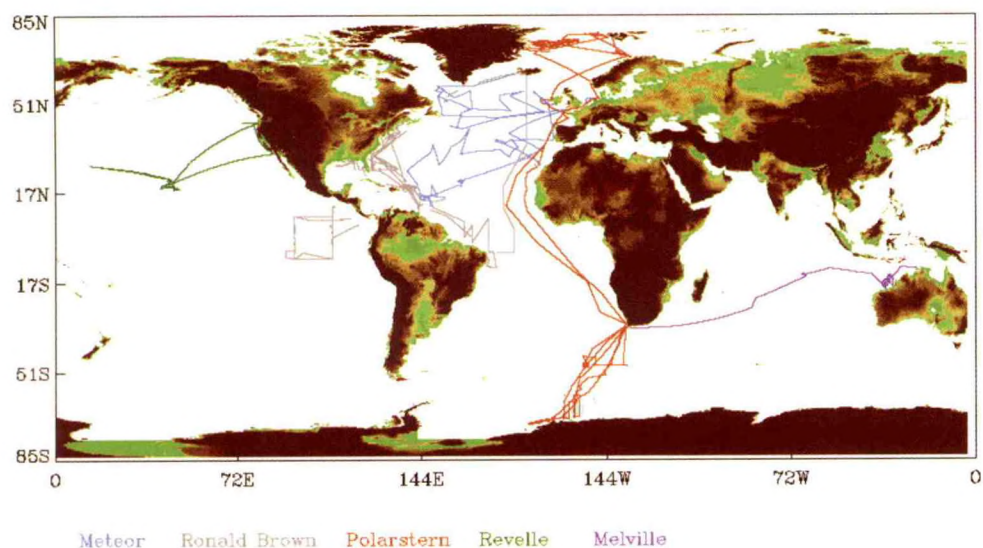 85N
51N
17N
17S
51S
85S
0 72E 144E 144W 72W 0
Meteor Ronald Brown Polarstern Revelle Melville